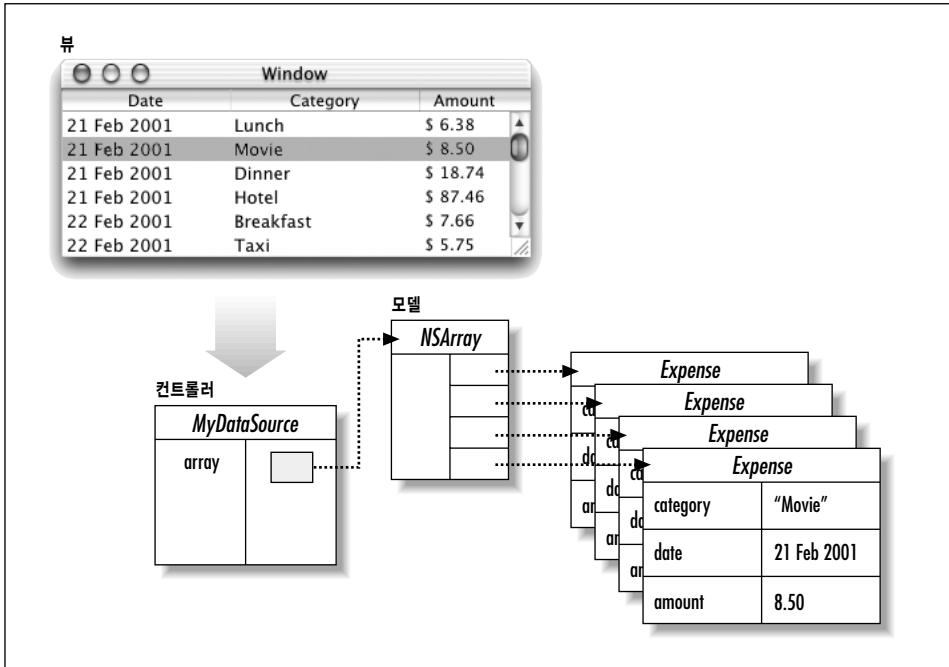 뷰
Window
Date Category Amount
21 Feb 2001 Lunch $ 6.38
21 Feb 2001 Movie $ 8.50
21 Feb 2001 Dinner $ 18.74
21 Feb 2001 Hotel $ 87.46
22 Feb 2001 Breakfast $ 7.66
22 Feb 2001 Taxi $ 5.75
컨트롤러
MyDataSource
array
모델
NSArray
Expense
Expense
Expense
Expense
category "Movie"
date 21 Feb 2001
amount 8.50